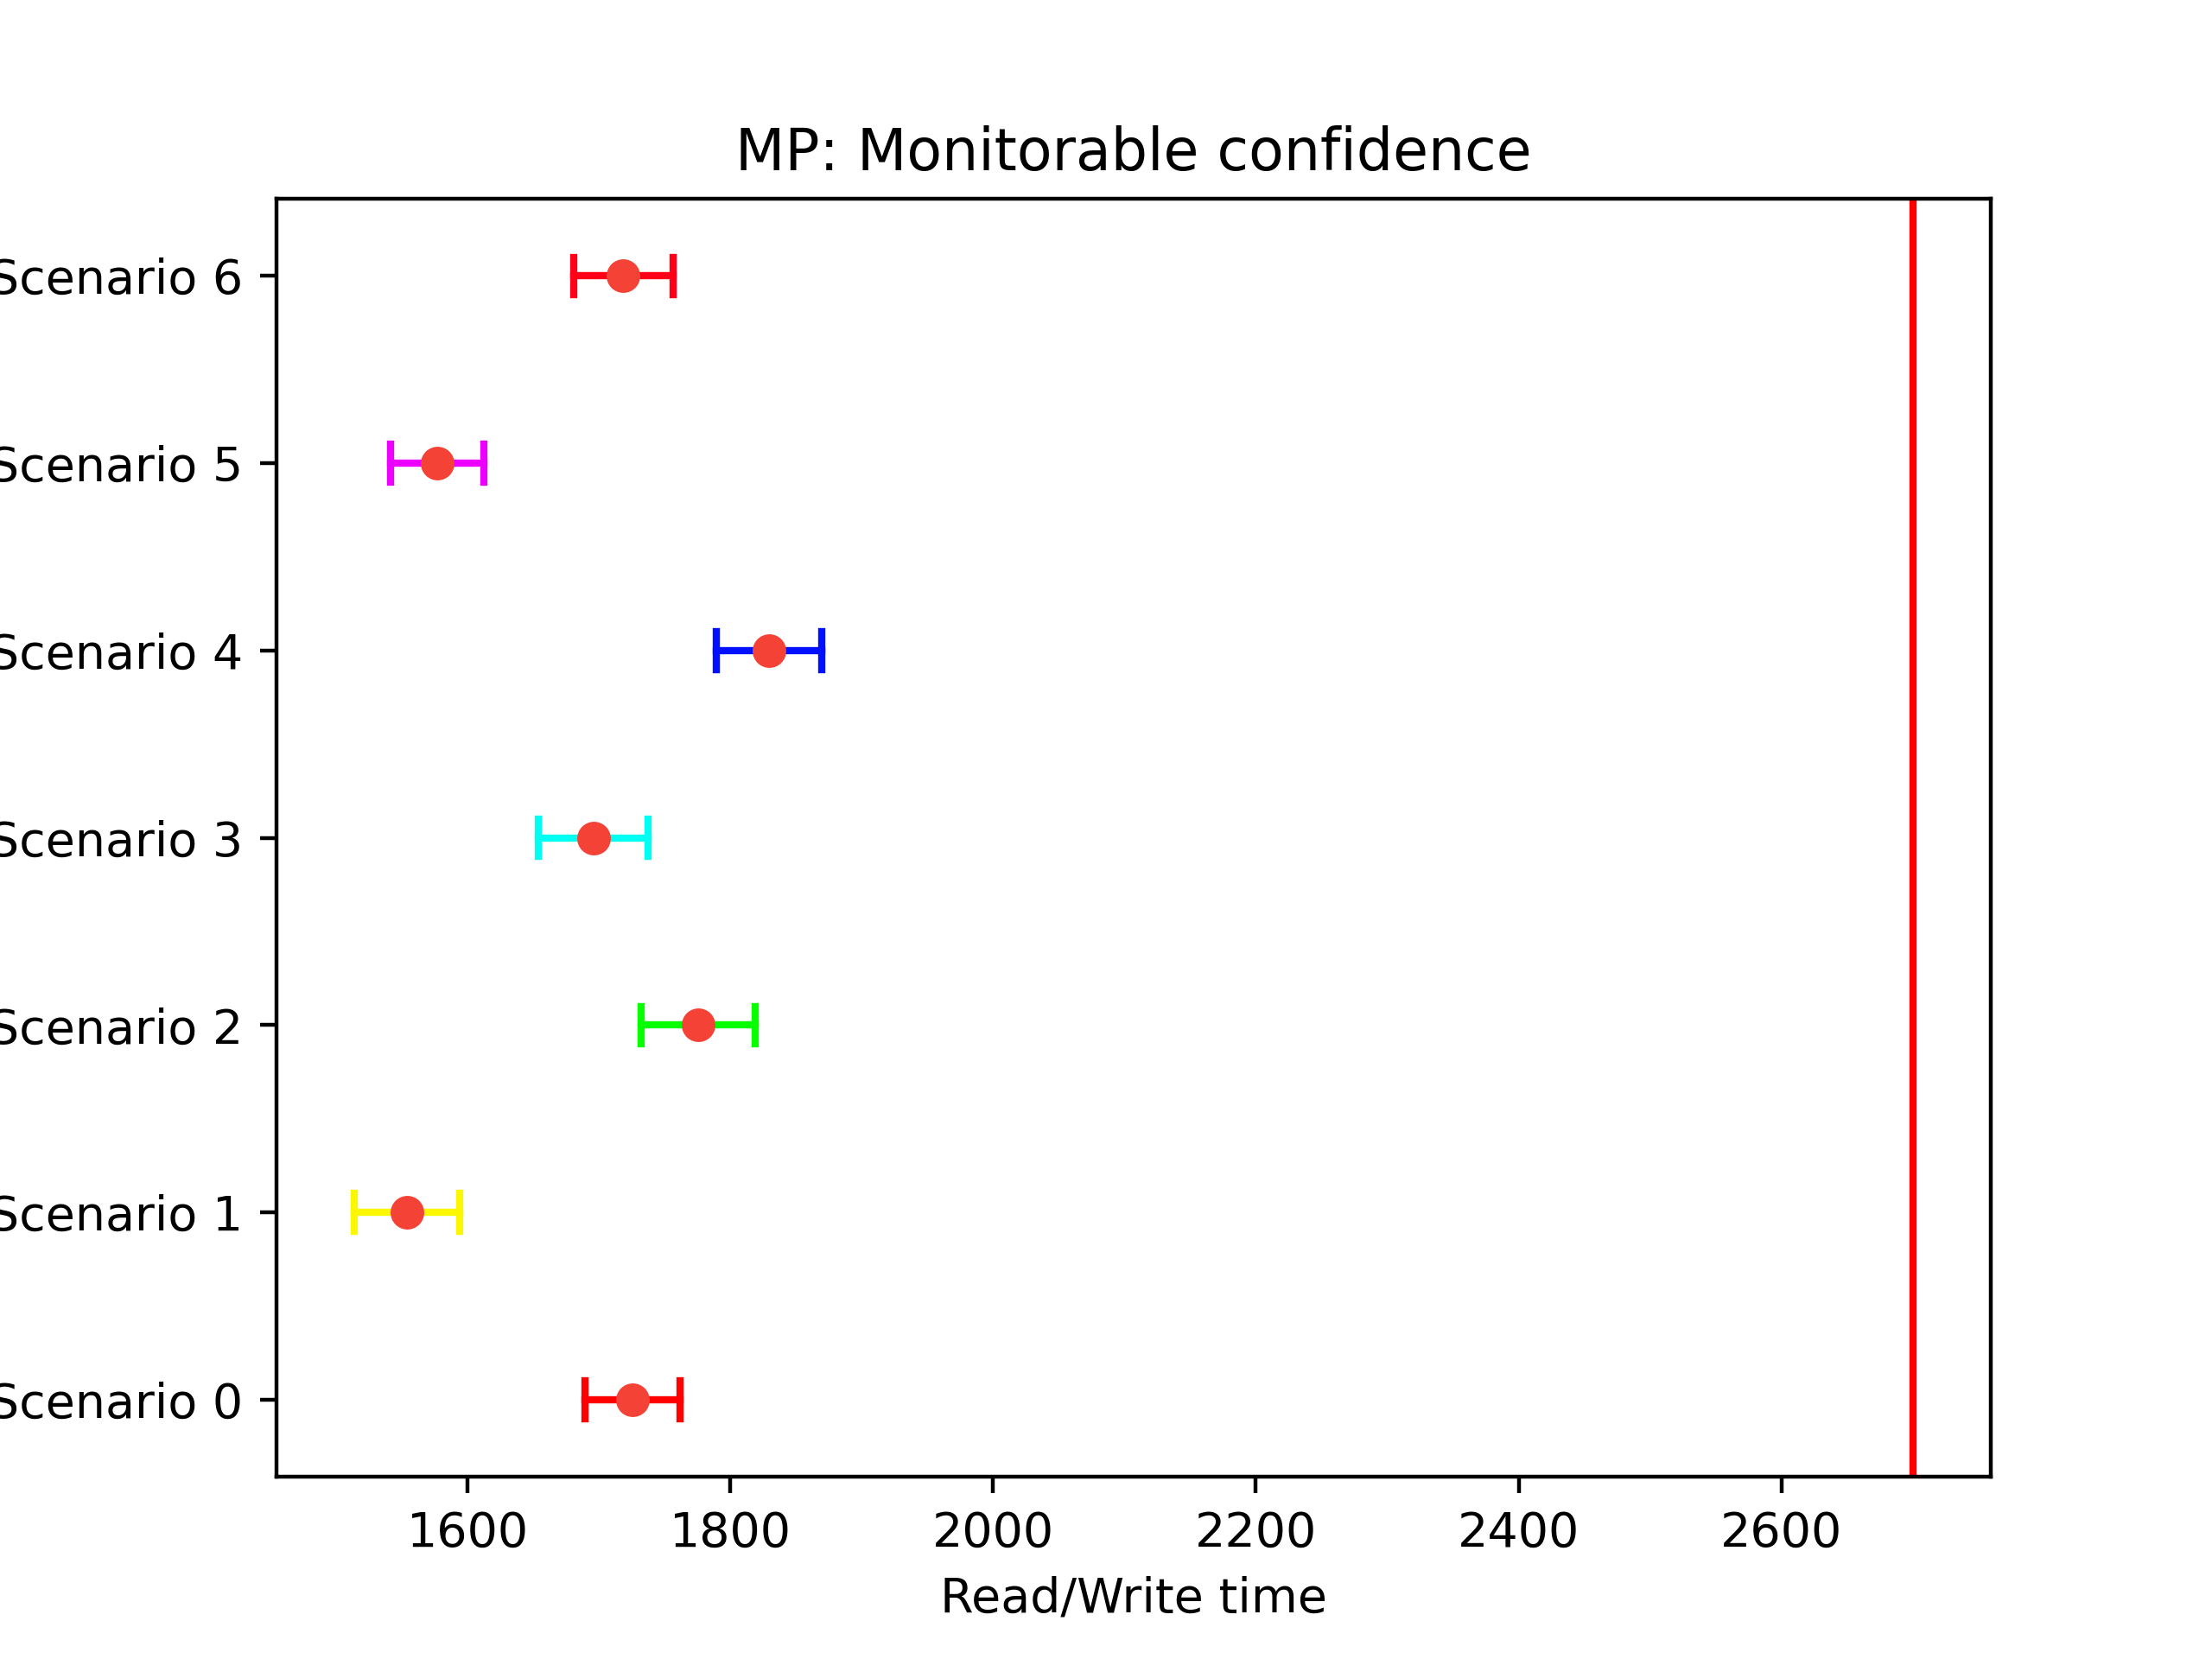 MP: Monitorable confidence
Scenario 6
Scenario 5
Scenario 4
Scenario 3
Scenario 2
Scenario 1
Scenario 0
1600 1800 2000 2200 2400 2600
Read/Write time